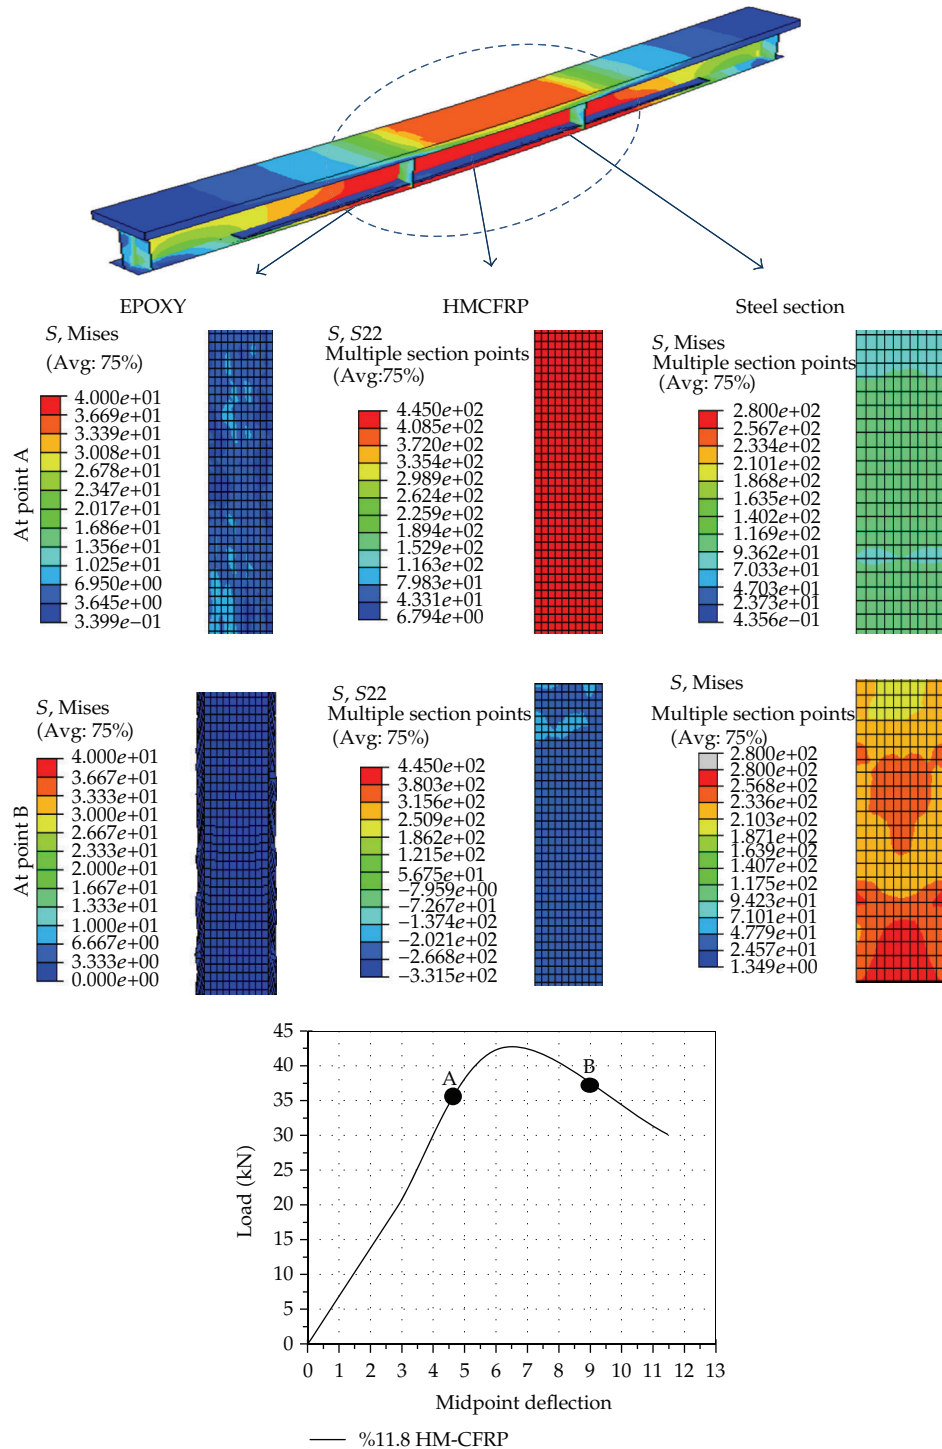 EPOXY
HMCFRP
Steel section
At point A
S, Mises
(Avg: 75%)
4.000e+01
3.669e+01
3.339e+01
3.008e+01
2.678e+01
2.347e+01
2.017e+01
1.686e+01
1.356e+01
1.025e+01
6.950e+00
3.645e+00
3.399e−01
S, S22
Multiple section points
(Avg:75%)
4.450e+02
4.085e+02
3.720e+02
3.354e+02
2.989e+02
2.624e+02
2.259e+02
1.894e+02
1.529e+02
1.163e+02
7.983e+01
4.331e+01
6.794e+00
S, Mises
Multiple section points
(Avg: 75%)
2.800e+02
2.567e+02
2.334e+02
2.101e+02
1.868e+02
1.635e+02
1.402e+02
1.169e+02
9.362e+01
7.033e+01
4.703e+01
2.373e+01
4.356e−01
At point B
S, Mises
(Avg: 75%)
4.000e+01
3.667e+01
3.333e+01
3.000e+01
2.667e+01
2.333e+01
2.000e+01
1.667e+01
1.333e+01
1.000e+01
6.667e+00
3.333e+00
0.000e+00
S, S22
Multiple section points
(Avg: 75%)
4.450e+02
3.803e+02
3.156e+02
2.509e+02
1.862e+02
1.215e+02
5.675e+01
−7.959e+00
−7.267e+01
−1.374e+02
−2.021e+02
−2.668e+02
−3.315e+02
S, Mises
Multiple section points
(Avg: 75%)
2.800e+02
2.800e+02
2.568e+02
2.336e+02
2.103e+02
1.871e+02
1.639e+02
1.407e+02
1.175e+02
9.423e+01
7.101e+01
4.779e+01
2.457e+01
1.349e+00
Load (kN)
45
40
35
30
25
20
15
10
5
0
A
B
0 1 2 3 4 5 6 7 8 9 10 11 12 13
Midpoint deflection
%11.8 HM-CFRP